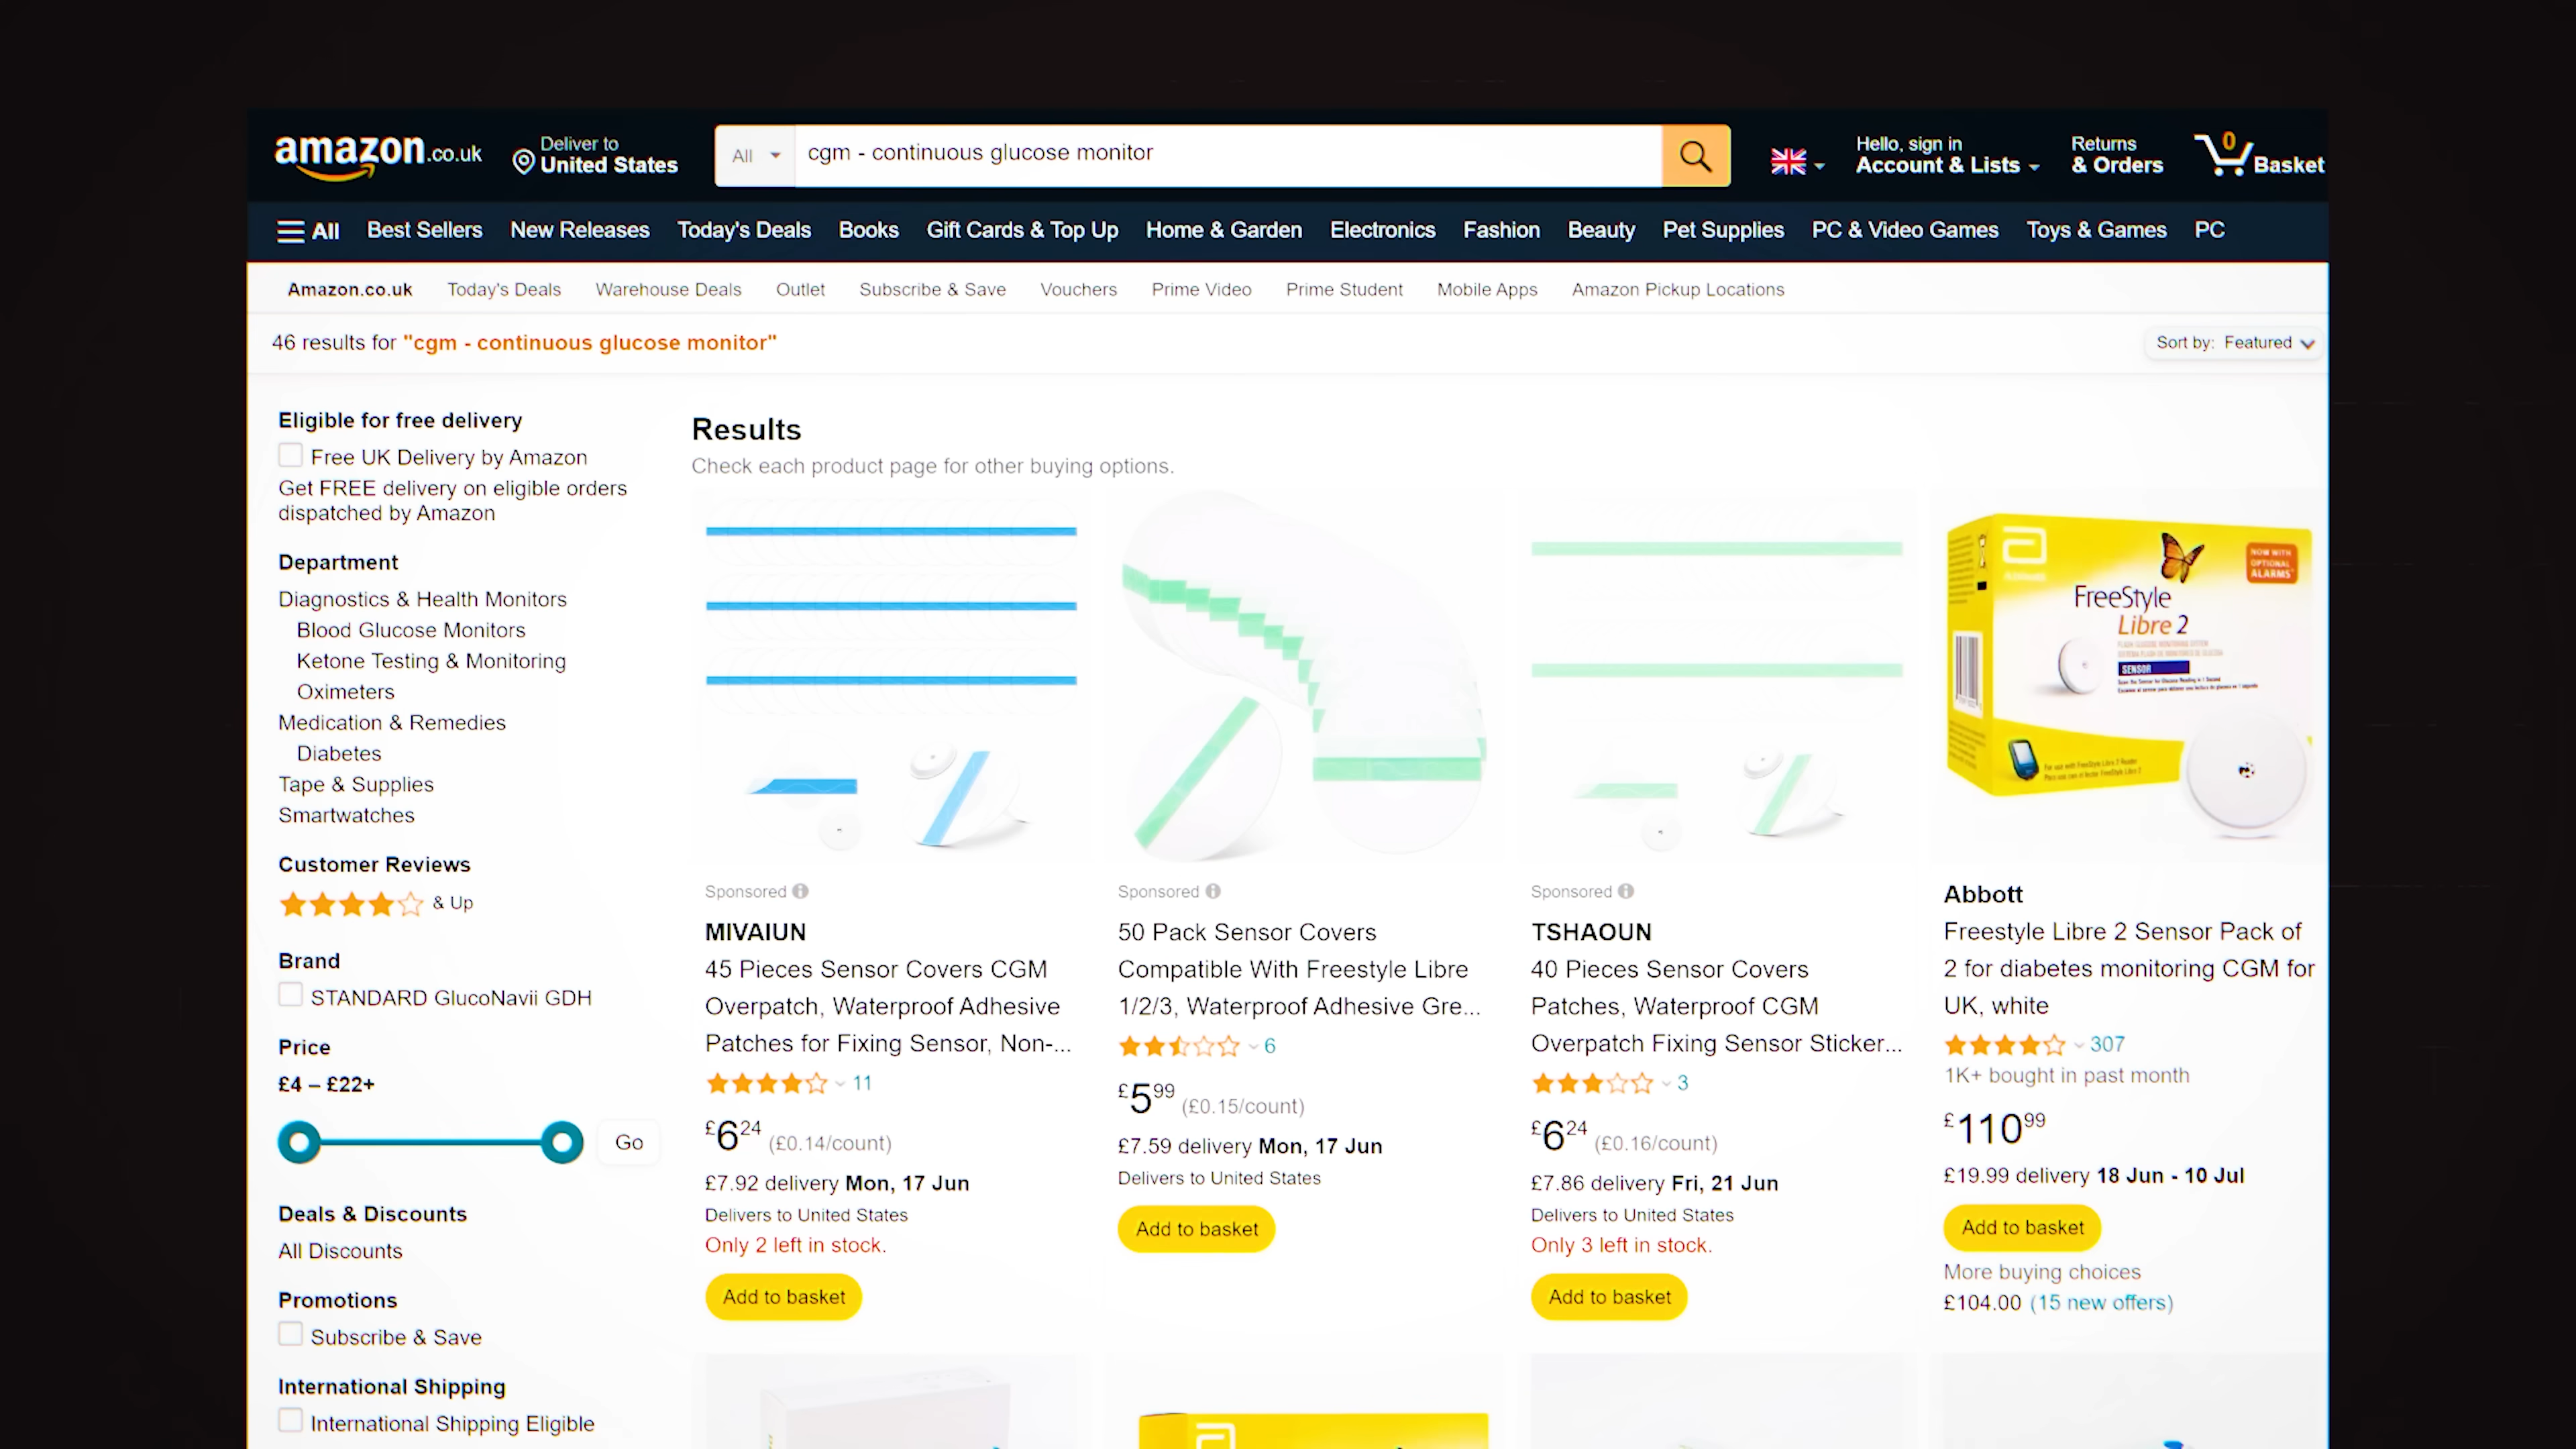 amazon.co.uk
Deliver to
United States
All
cgm - continuous glucose monitor
Hello, sign in
Account & Lists
Returns
& Orders
0
Basket
All Best Sellers New Releases Today's Deals Books Gift Cards & Top Up Home & Garden Electronics Fashion Beauty Pet Supplies PC & Video Games Toys & Games PC
Amazon.co.uk Today's Deals Warehouse Deals Outlet Subscribe & Save Vouchers Prime Video Prime Student Mobile Apps Amazon Pickup Locations
46 results for "cgm - continuous glucose monitor"
Sort by: Featured
Eligible for free delivery
Free UK Delivery by Amazon
Get FREE delivery on eligible orders
dispatched by Amazon
Department
Diagnostics & Health Monitors
Blood Glucose Monitors
Ketone Testing & Monitoring
Oximeters
Medication & Remedies
Diabetes
Tape & Supplies
Smartwatches
Customer Reviews
& Up
Brand
STANDARD GlucoNavii GDH
Price
£4 – £22+
Go
Deals & Discounts
All Discounts
Promotions
Subscribe & Save
International Shipping
International Shipping Eligible
Results
Check each product page for other buying options.
Sponsored
MIVAIUN
45 Pieces Sensor Covers CGM
Overpatch, Waterproof Adhesive
Patches for Fixing Sensor, Non-...
11
£6.24 (£0.14/count)
£7.92 delivery Mon, 17 Jun
Delivers to United States
Only 2 left in stock.
Add to basket
Sponsored
50 Pack Sensor Covers
Compatible With Freestyle Libre
1/2/3, Waterproof Adhesive Gre...
6
£5.99 (£0.15/count)
£7.59 delivery Mon, 17 Jun
Delivers to United States
Add to basket
Sponsored
TSHAOUN
40 Pieces Sensor Covers
Patches, Waterproof CGM
Overpatch Fixing Sensor Sticker...
3
£6.24 (£0.16/count)
£7.86 delivery Fri, 21 Jun
Delivers to United States
Only 3 left in stock.
Add to basket
Abbott
NOW WITH
OPTIONAL
ALARMS
FreeStyle
Libre 2
SENSOR
Abbott
Freestyle Libre 2 Sensor Pack of
2 for diabetes monitoring CGM for
UK, white
307
1K+ bought in past month
£110.99
£19.99 delivery 18 Jun - 10 Jul
Add to basket
More buying choices
£104.00 (15 new offers)